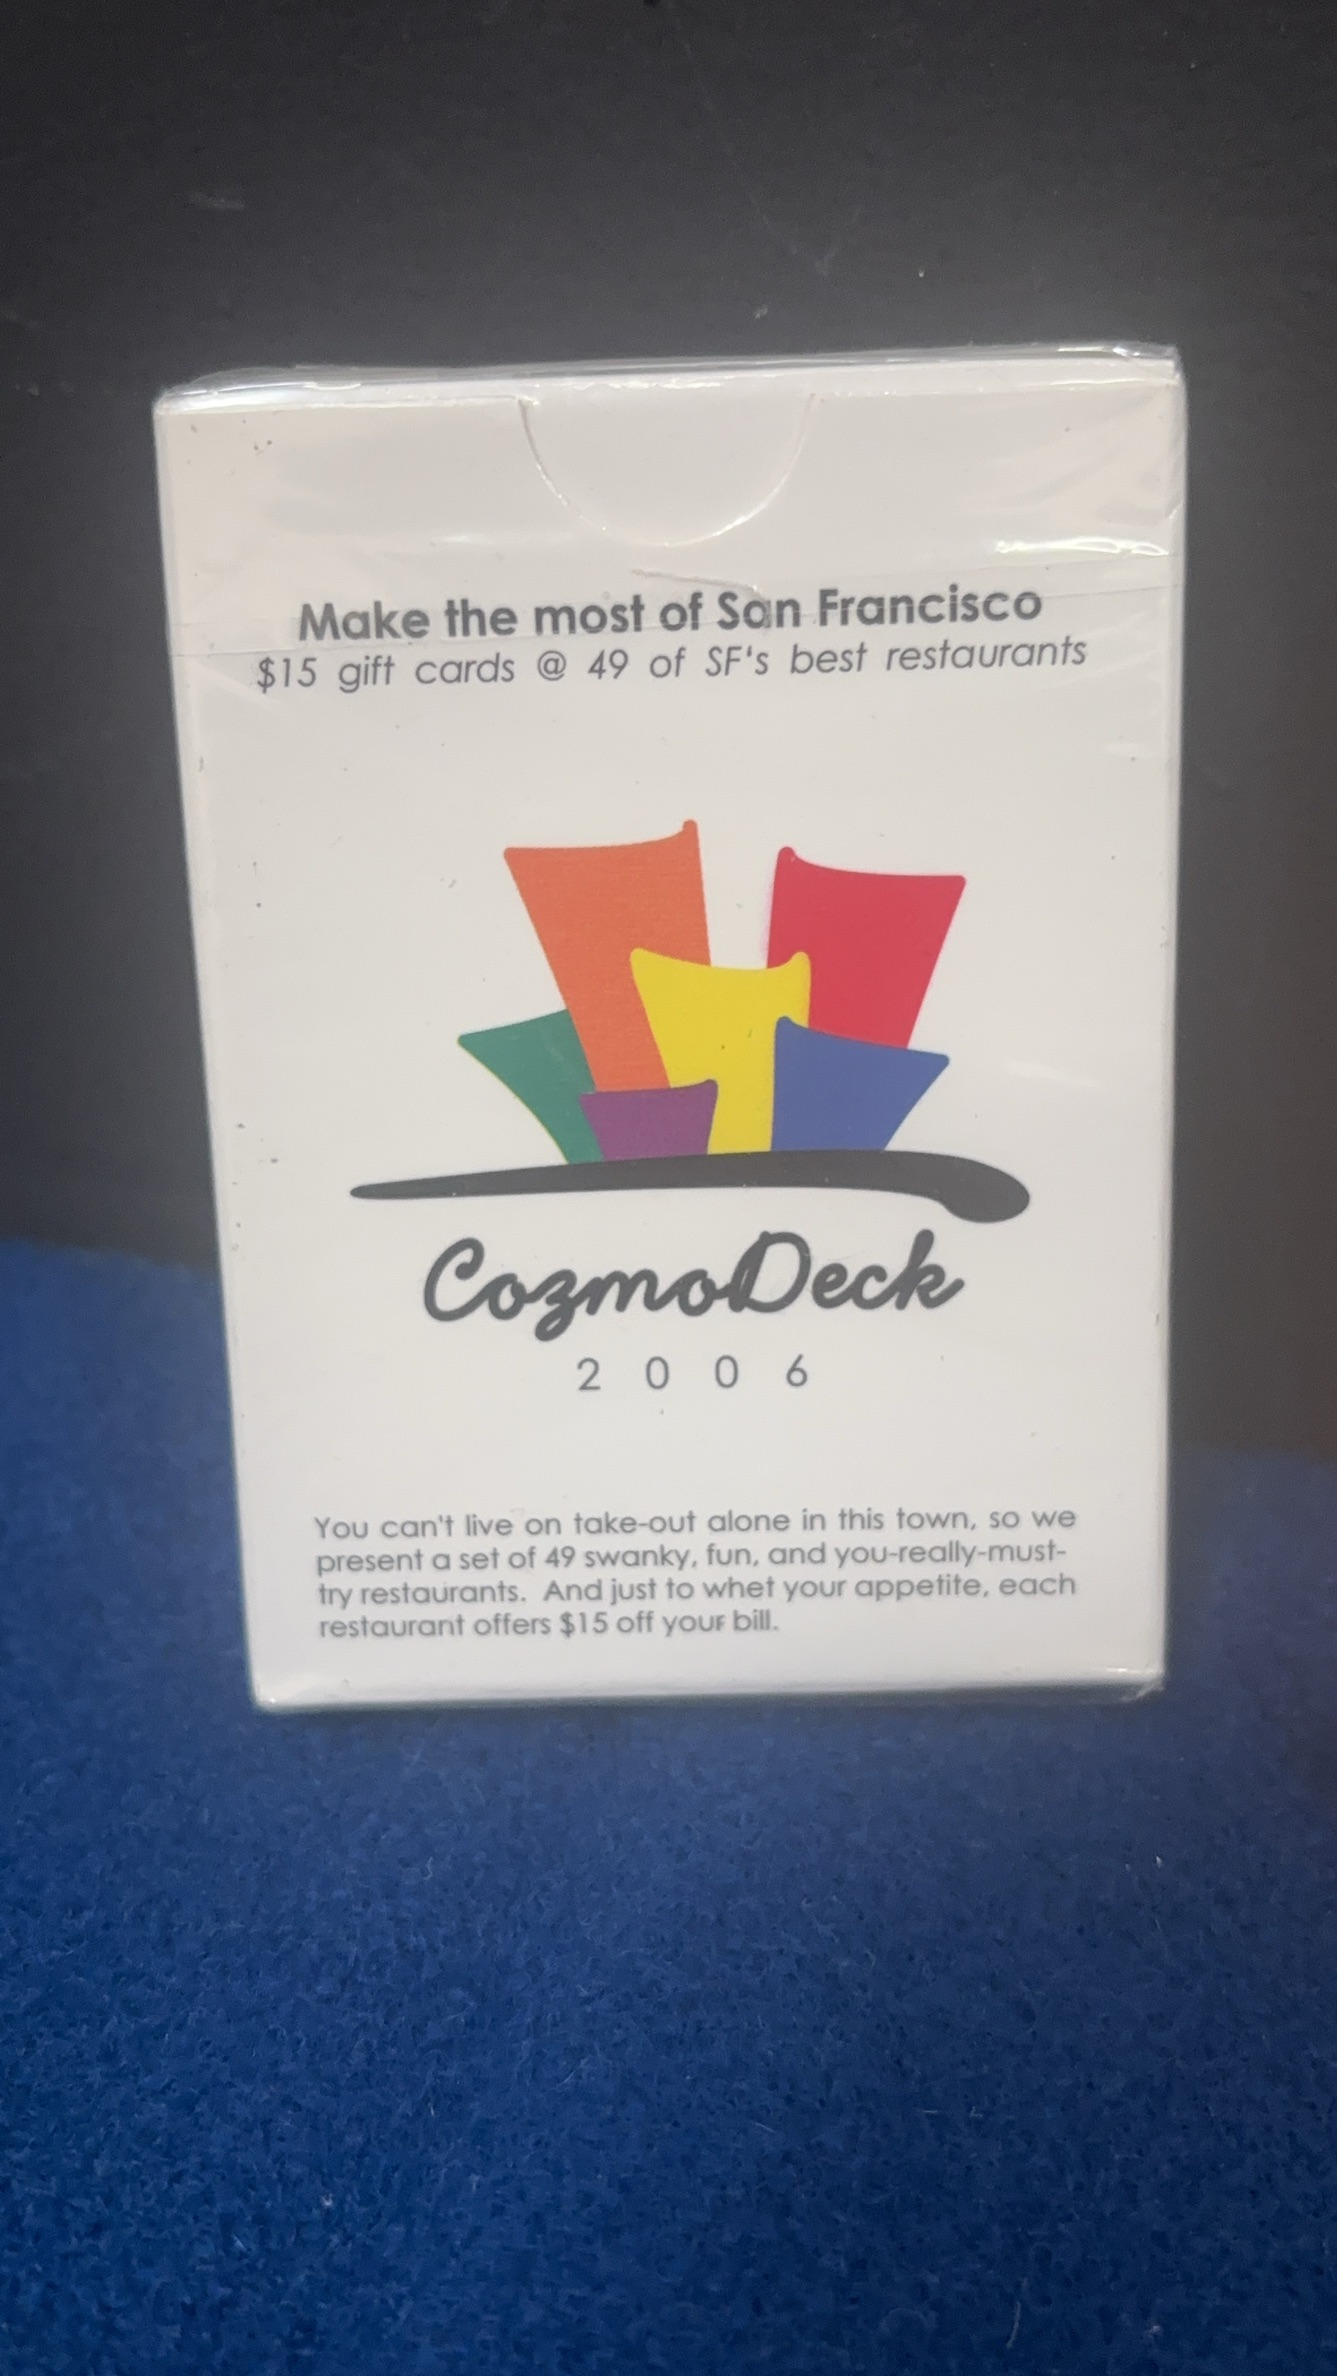 Make the most of San Francisco
$15 gift cards @ 49 of SF's best restaurants
CozmoDeck
2006
You can't live on take-out alone in this town, so we
present a set of 49 swanky, fun, and you-really-must-
try restaurants. And just to whet your appetite, each
restaurant offers $15 off your bill.